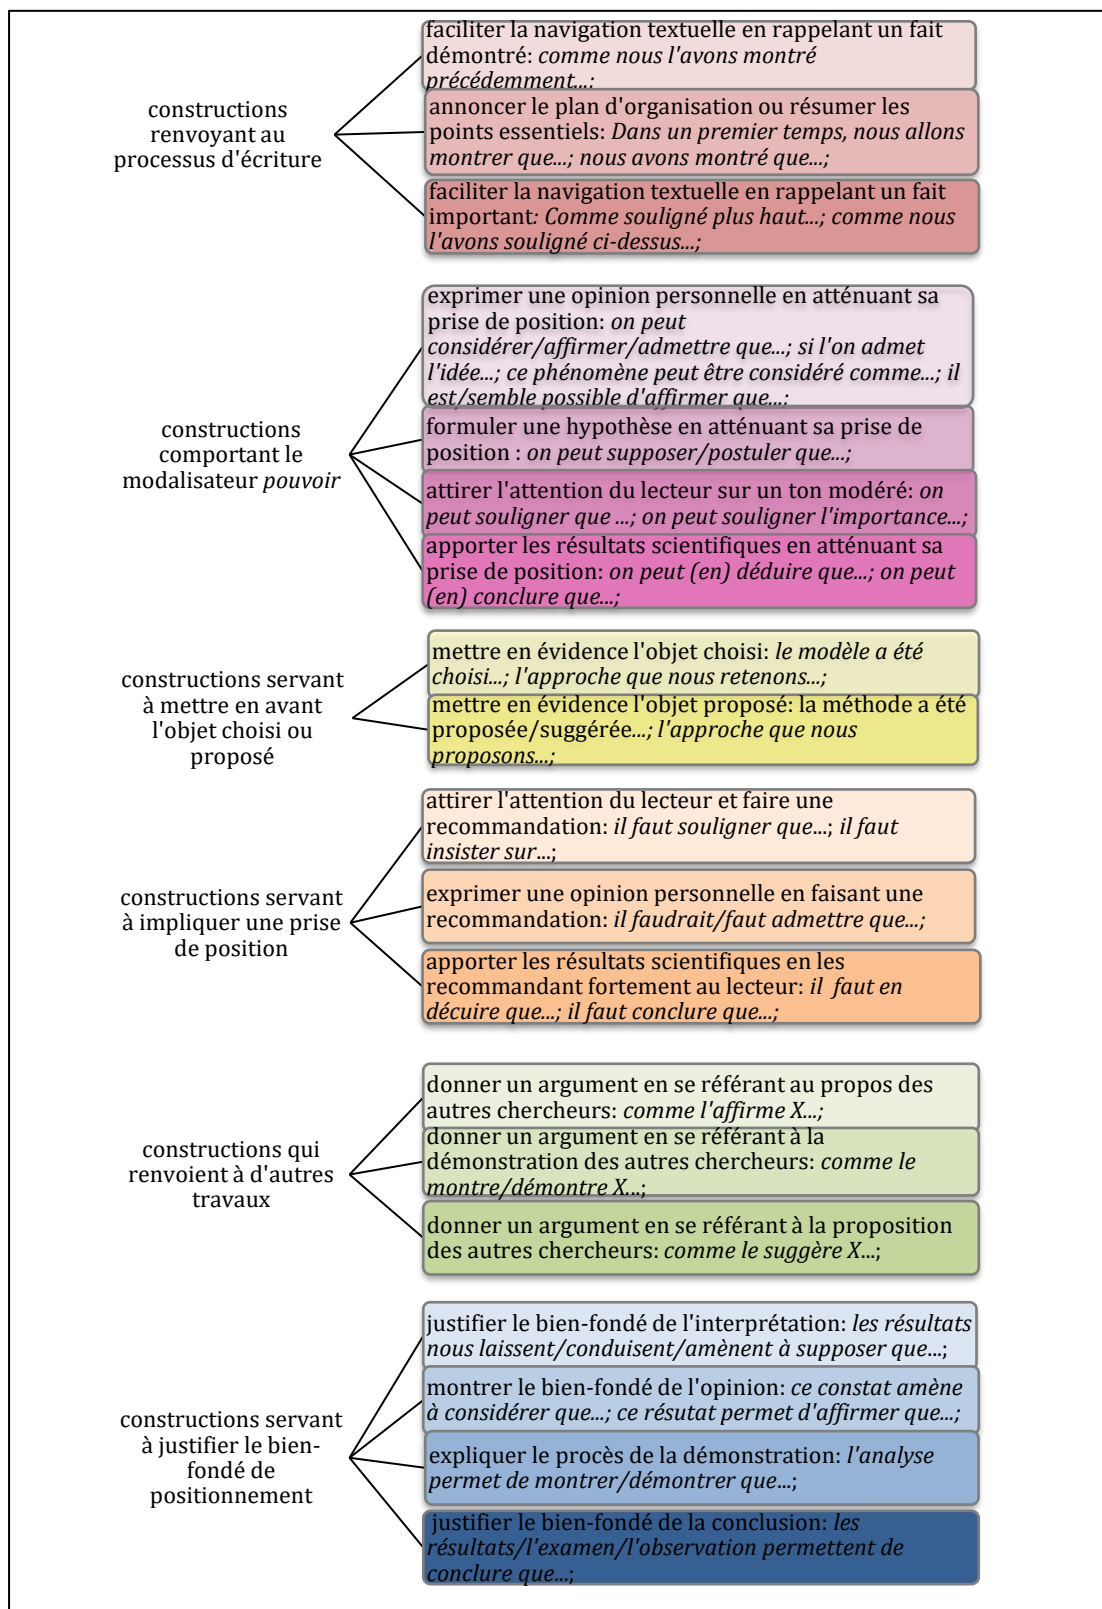 constructions
renvoyant au
processus d'écriture
faciliter la navigation textuelle en rappelant un fait
démontré: comme nous l'avons montré
précédemment...;
annoncer le plan d'organisation ou résumer les
points essentiels: Dans un premier temps, nous allons
montrer que...; nous avons montré que...;
faciliter la navigation textuelle en rappelant un fait
important: Comme souligné plus haut...; comme nous
l'avons souligné ci-dessus...;
constructions
comportant le
modalisateur pouvoir
exprimer une opinion personnelle en atténuant sa
prise de position: on peut
considérer/affirmer/admettre que...; si l'on admet
l'idée...; ce phénomène peut être considéré comme...; il
est/semble possible d'affirmer que...;
formuler une hypothèse en atténuant sa prise de
position : on peut supposer/postuler que...;
attirer l'attention du lecteur sur un ton modéré: on
peut souligner que ...; on peut souligner l'importance...;
apporter les résultats scientifiques en atténuant sa
prise de position: on peut (en) déduire que...; on peut
(en) conclure que...;
constructions servant
à mettre en avant
l'objet choisi ou
proposé
mettre en évidence l'objet choisi: le modèle a été
choisi...; l'approche que nous retenons...;
mettre en évidence l'objet proposé: la méthode a été
proposée/suggérée...; l'approche que nous
proposons...;
constructions servant
à impliquer une prise
de position
attirer l'attention du lecteur et faire une
recommandation: il faut souligner que...; il faut
insister sur...;
exprimer une opinion personnelle en faisant une
recommandation: il faudrait/faut admettre que...;
apporter les résultats scientifiques en les
recommandant fortement au lecteur: il  faut en
décuire que...; il faut conclure que...;
constructions qui
renvoient à d'autres
travaux
donner un argument en se référant au propos des
autres chercheurs: comme l'affirme X...;
donner un argument en se référant à la
démonstration des autres chercheurs: comme le
montre/démontre X...;
donner un argument en se référant à la proposition
des autres chercheurs: comme le suggère X...;
constructions servant
à justifier le bien-
fondé de
positionnement
justifier le bien-fondé de l'interprétation: les résultats
nous laissent/conduisent/amènent à supposer que...;
montrer le bien-fondé de l'opinion: ce constat amène
à considérer que...; ce résutat permet d'affirmer que...;
expliquer le procès de la démonstration: l'analyse
permet de montrer/démontrer que...;
justifier le bien-fondé de la conclusion: les
résultats/l'examen/l'observation permettent de
conclure que...;